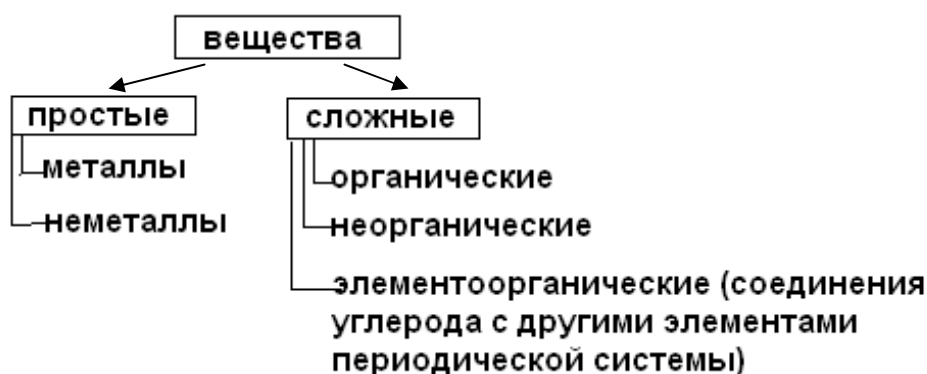 вещества
простые
сложные
металлы
неметаллы
органические
неорганические
элементоорганические (соединения
углерода с другими элементами
периодической системы)